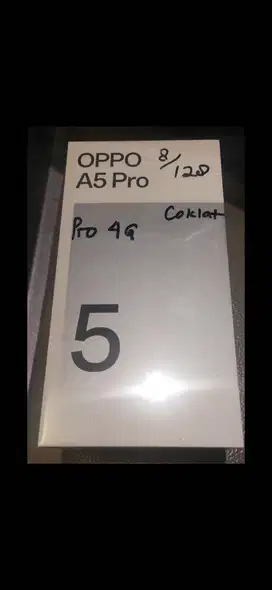 OPPO 8/128
A5 Pro
Coklat
Pro 4G
5